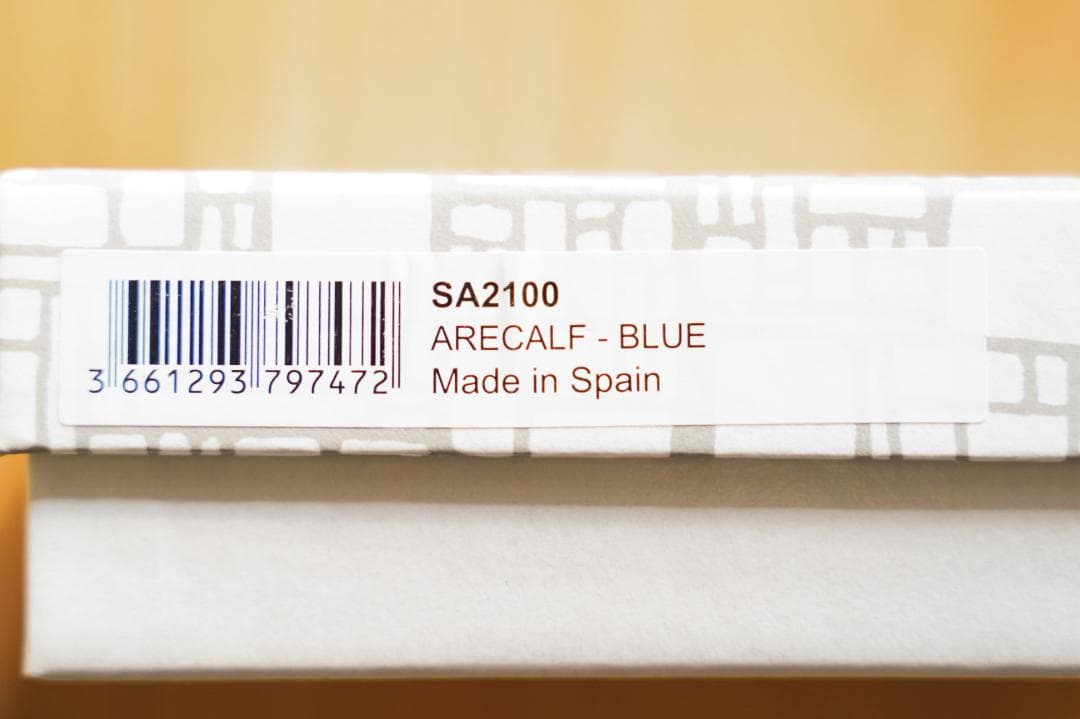 SA2100
ARECALF - BLUE
Made in Spain
3 661293 797472